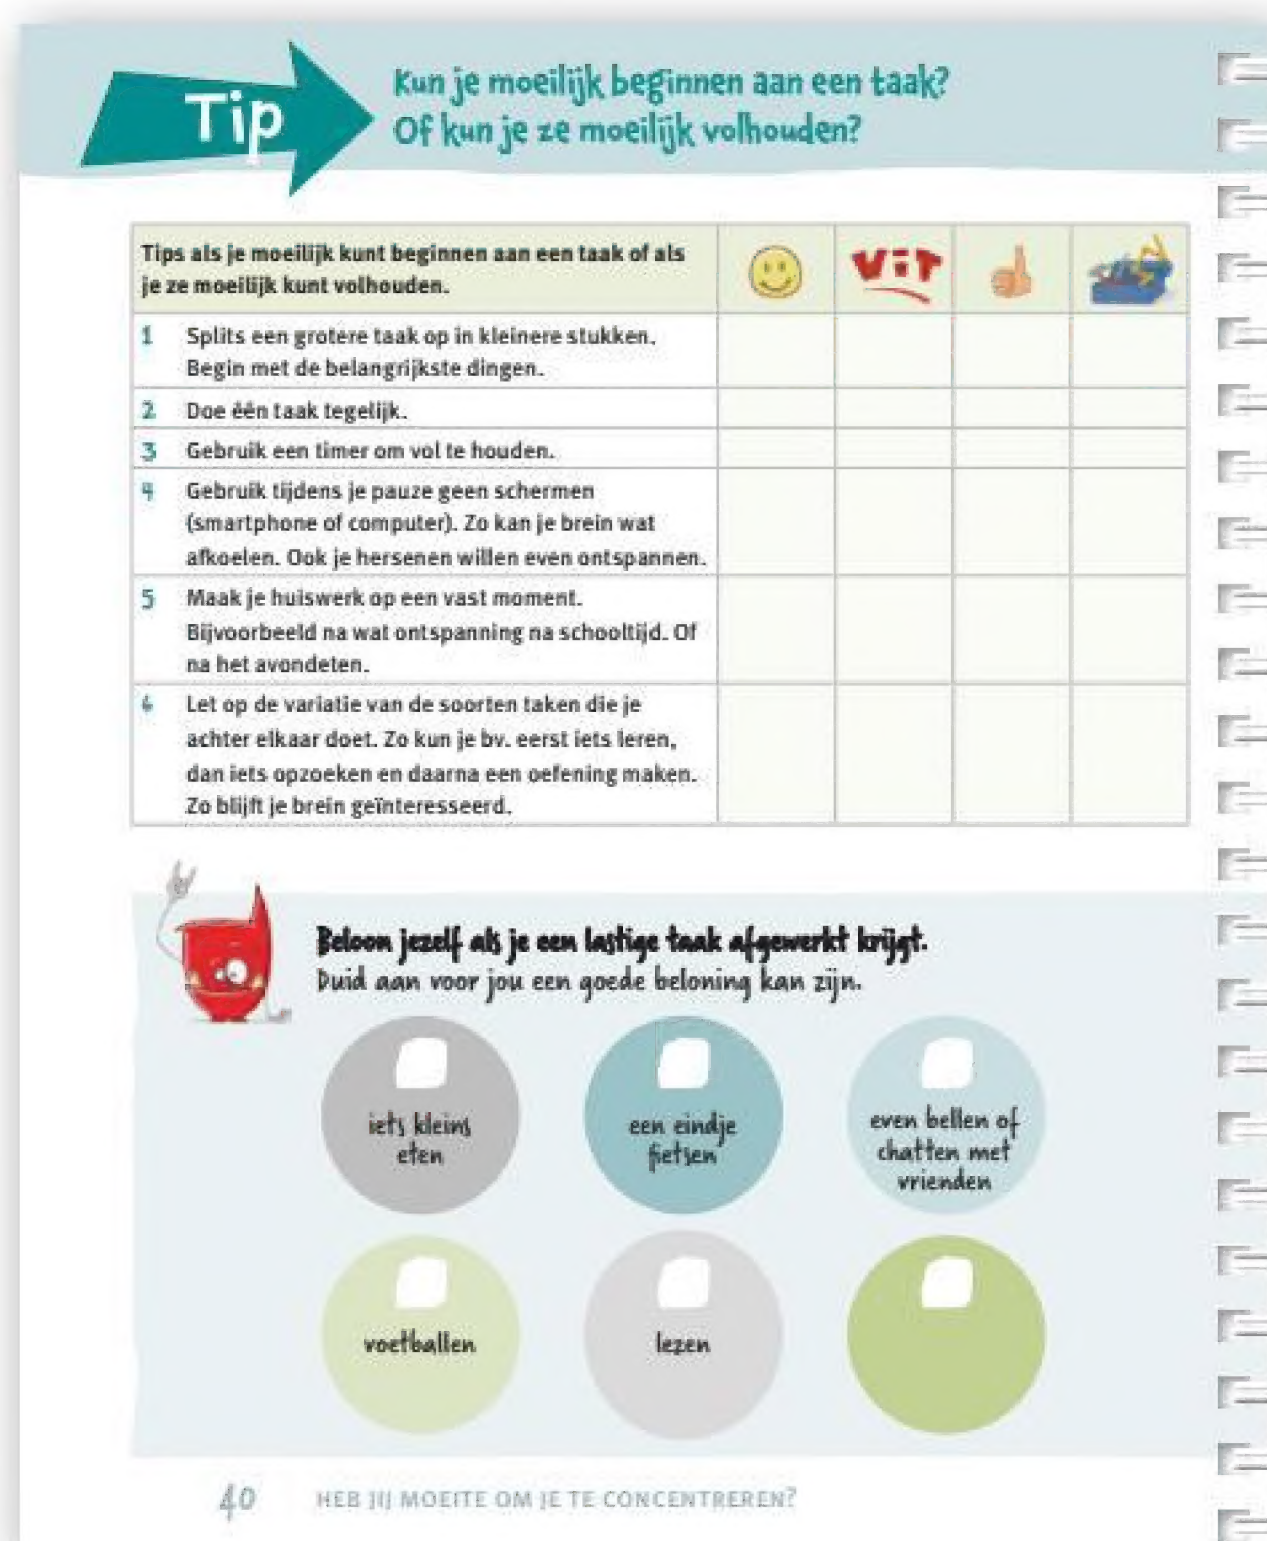 Tip
Kun je moeilijk beginnen aan een taak?
Of kun je ze moeilijk volhouden?
Tips als je moeilijk kunt beginnen aan een taak of als
je ze moeilijk kunt volhouden.
ViT
1 Splits een grotere taak op in kleinere stukken.
Begin met de belangrijkste dingen.
2 Doe één taak tegelijk.
3 Gebruik een timer om vol te houden.
4 Gebruik tijdens je pauze geen schermen
(smartphone of computer). Zo kan je brein wat
afkoelen. Ook je hersenen willen even ontspannen.
5 Maak je huiswerk op een vast moment.
Bijvoorbeeld na wat ontspanning na schooltijd. Of
na het avondeten.
6 Let op de variatie van de soorten taken die je
achter elkaar doet. Zo kun je bv. eerst iets leren,
dan iets opzoeken en daarna een oefening maken.
Zo blijft je brein geïnteresseerd.
Beloon jezelf als je een lastige taak afgewerkt krijgt.
Duid aan voor jou een goede beloning kan zijn.
iets kleins
eten
een eindje
fietsen
even bellen of
chatten met
vrienden
voetballen
lezen
40 HEB JIJ MOEITE OM JE TE CONCENTREREN?